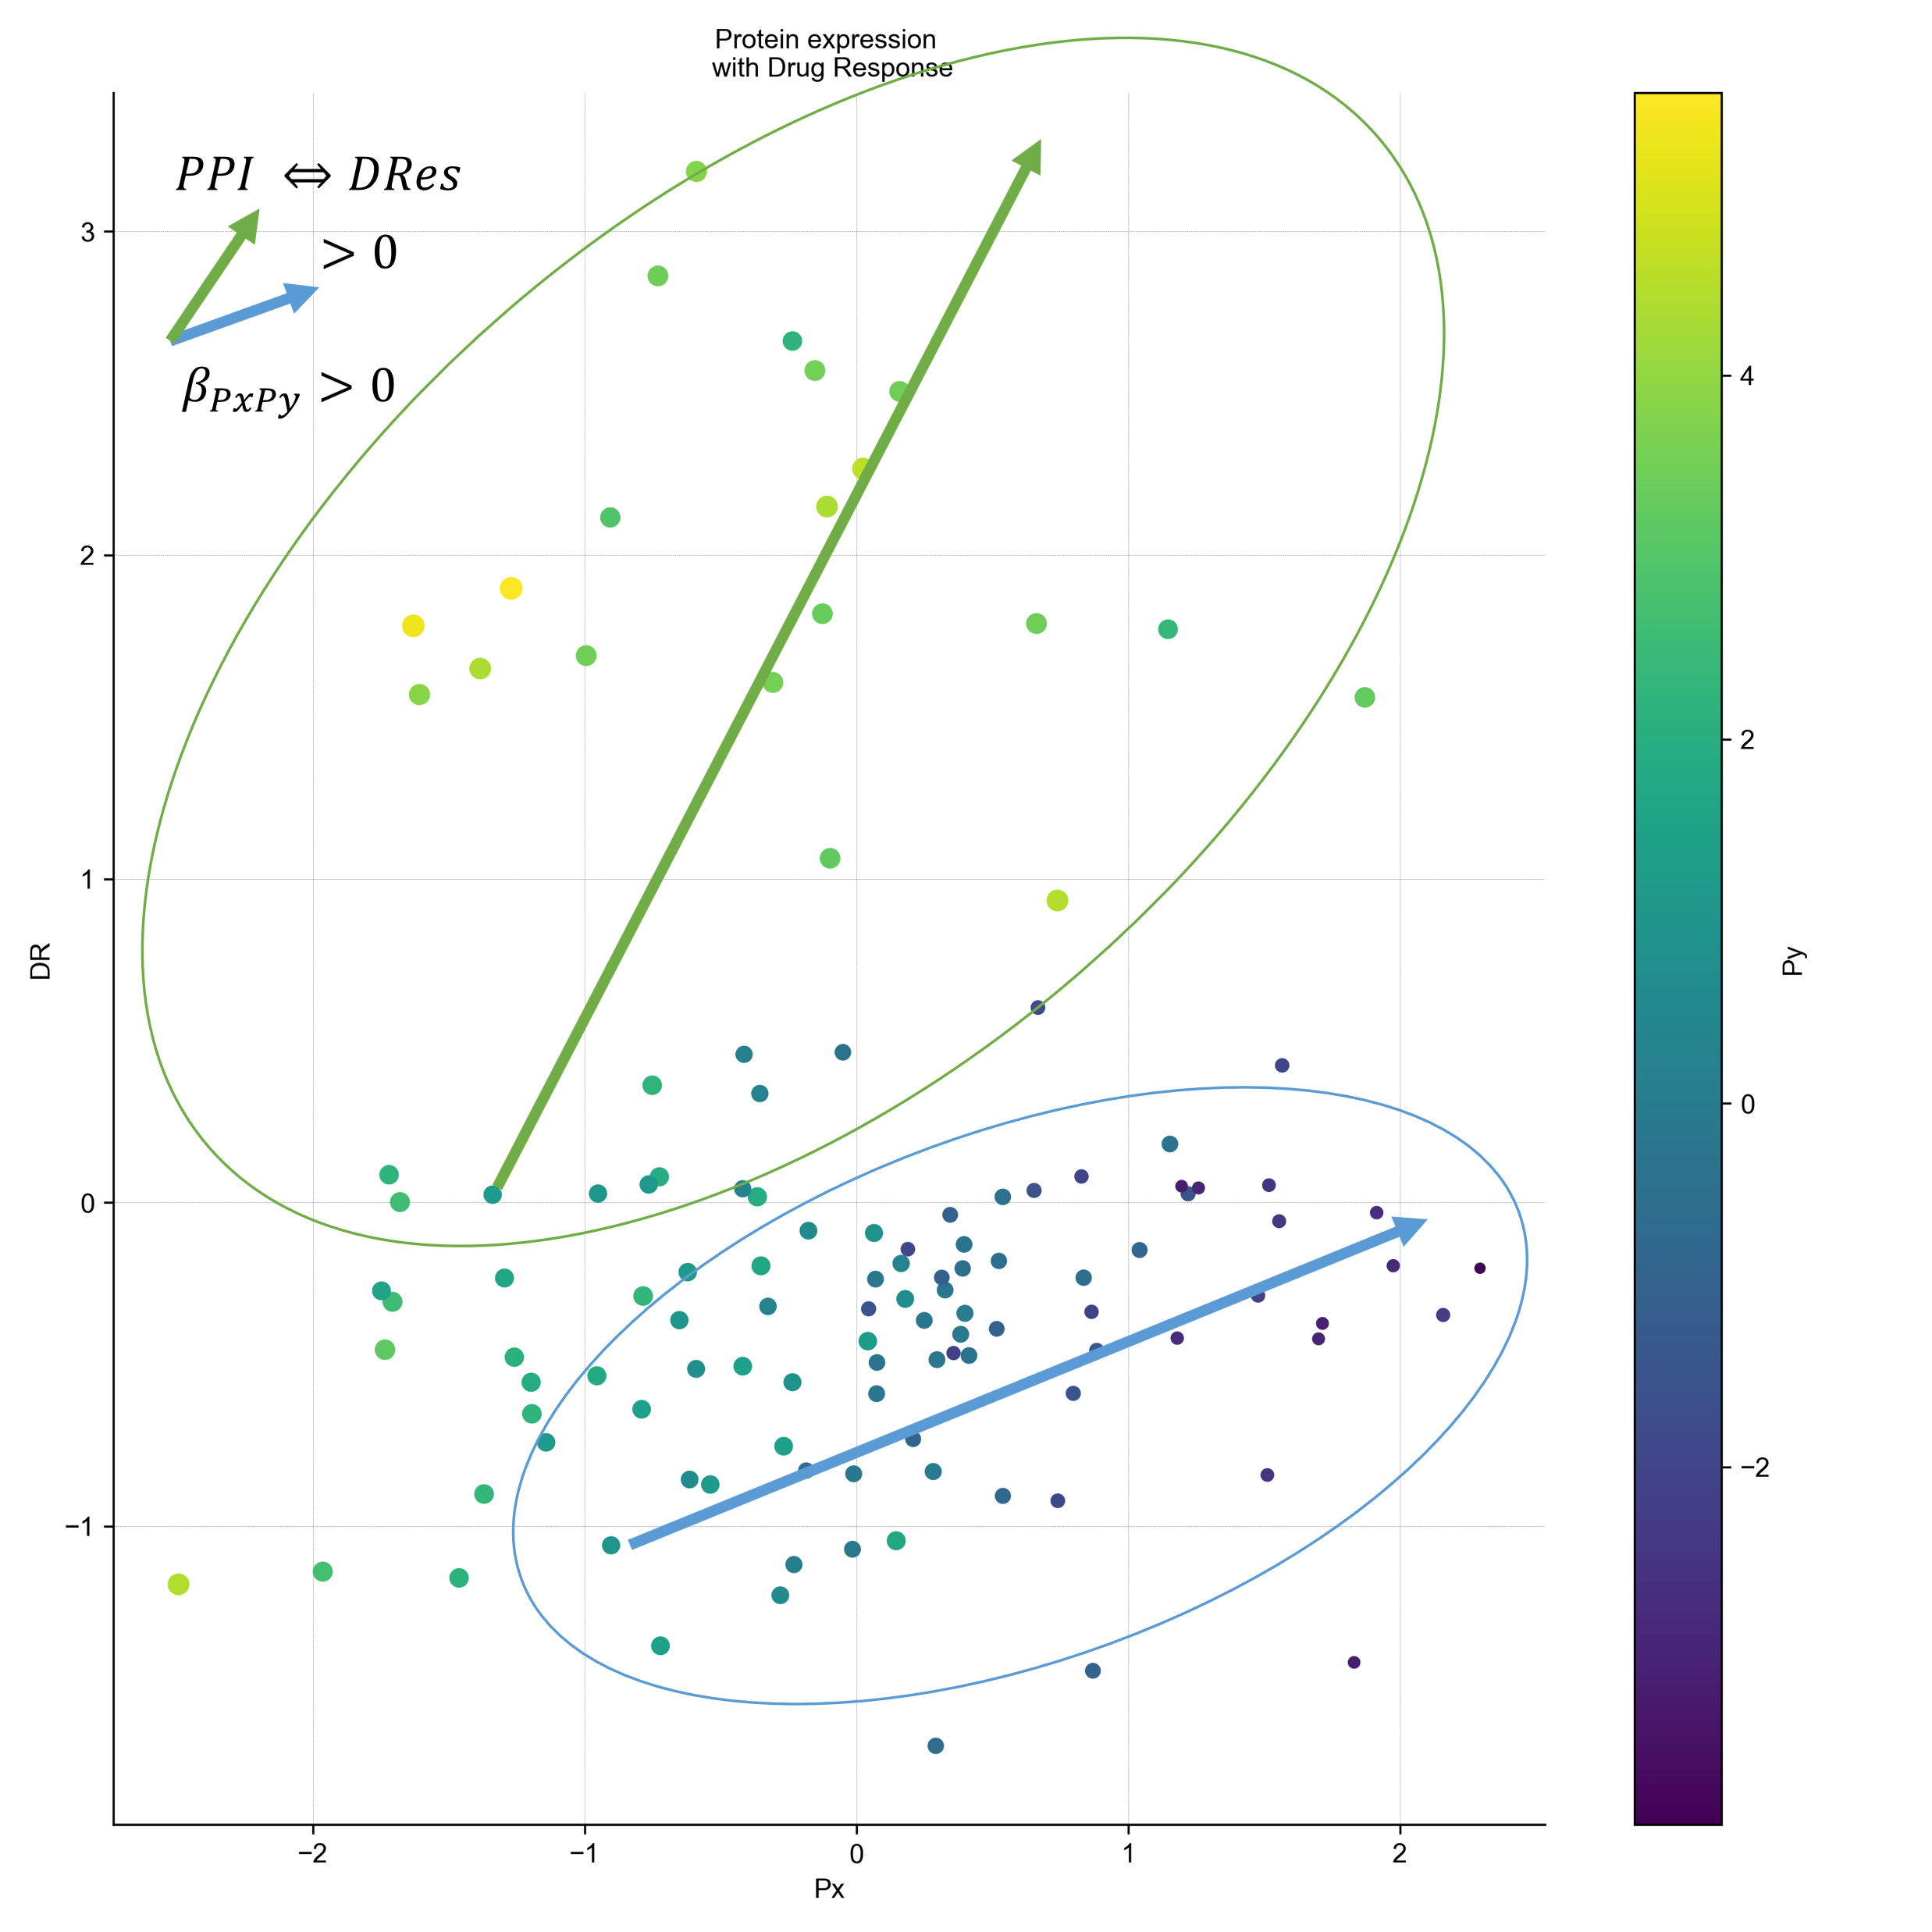 Protein expression
with Drug Response
PPI ⇔ DRes
> 0
βPxPy > 0
3
2
1
0
−1
DR
−2
−1
0
1
2
Px
4
2
0
−2
Py